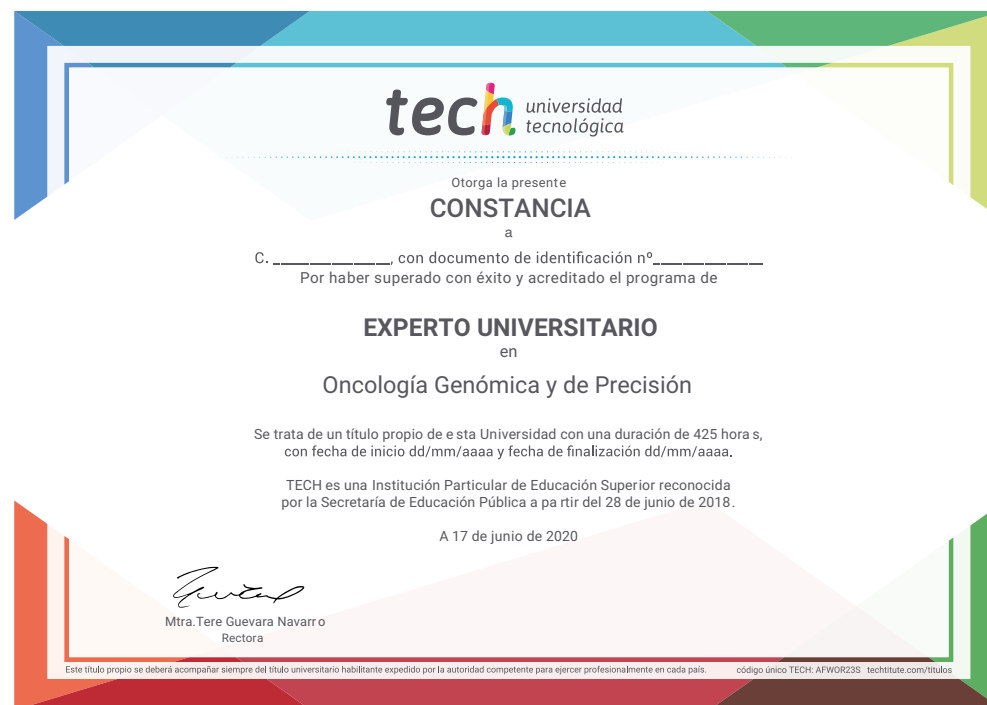 tech universidad
tecnológica
Otorga la presente
CONSTANCIA
a
C. ______________, con documento de identificación nº______________
Por haber superado con éxito y acreditado el programa de
EXPERTO UNIVERSITARIO
en
Oncología Genómica y de Precisión
Se trata de un título propio de esta Universidad con una duración de 425 horas,
con fecha de inicio dd/mm/aaaa y fecha de finalización dd/mm/aaaa.
TECH es una Institución Particular de Educación Superior reconocida
por la Secretaría de Educación Pública a partir del 28 de junio de 2018.
A 17 de junio de 2020
Mtra.Tere Guevara Navarro
Rectora
Este título propio se deberá acompañar siempre del título universitario habilitante expedido por la autoridad competente para ejercer profesionalmente en cada país. código único TECH: AFWOR23S techtitute.com/titulos